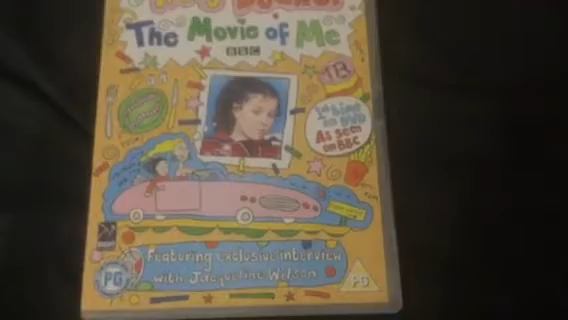 The Movie of Me
BBC
1st time
on DVD
As seen
on BBC
Featuring exclusive interview
with Jacqueline Wilson
PG
PG